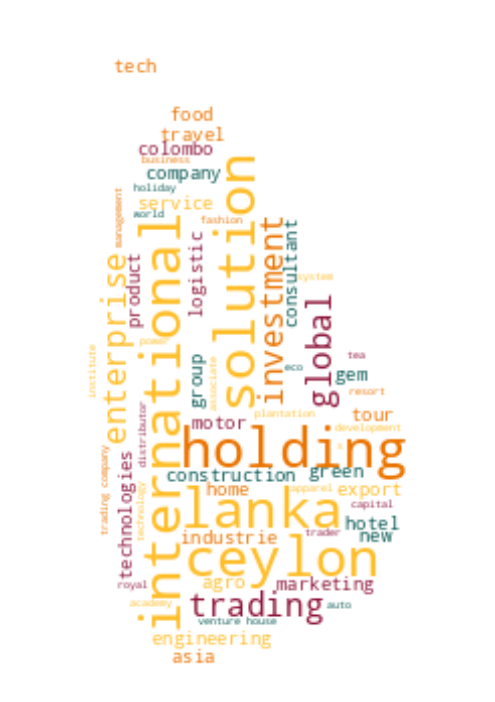 tech
food
travel
colombo
business
company
holiday
service
world
fashion
management
solution
international
logistic
investment
consultant
system
enterprise
product
global
power
institute
group
associate
eco
tea
gem
resort
tour
plantation
development
motor
distributor
holding
construction
green
trading company
technologies
technology
home
apparel
export
lanka
capital
hotel
new
trader
industrie
ceylon
royal
agro
marketing
academy
trading
auto
venture house
engineering
asia